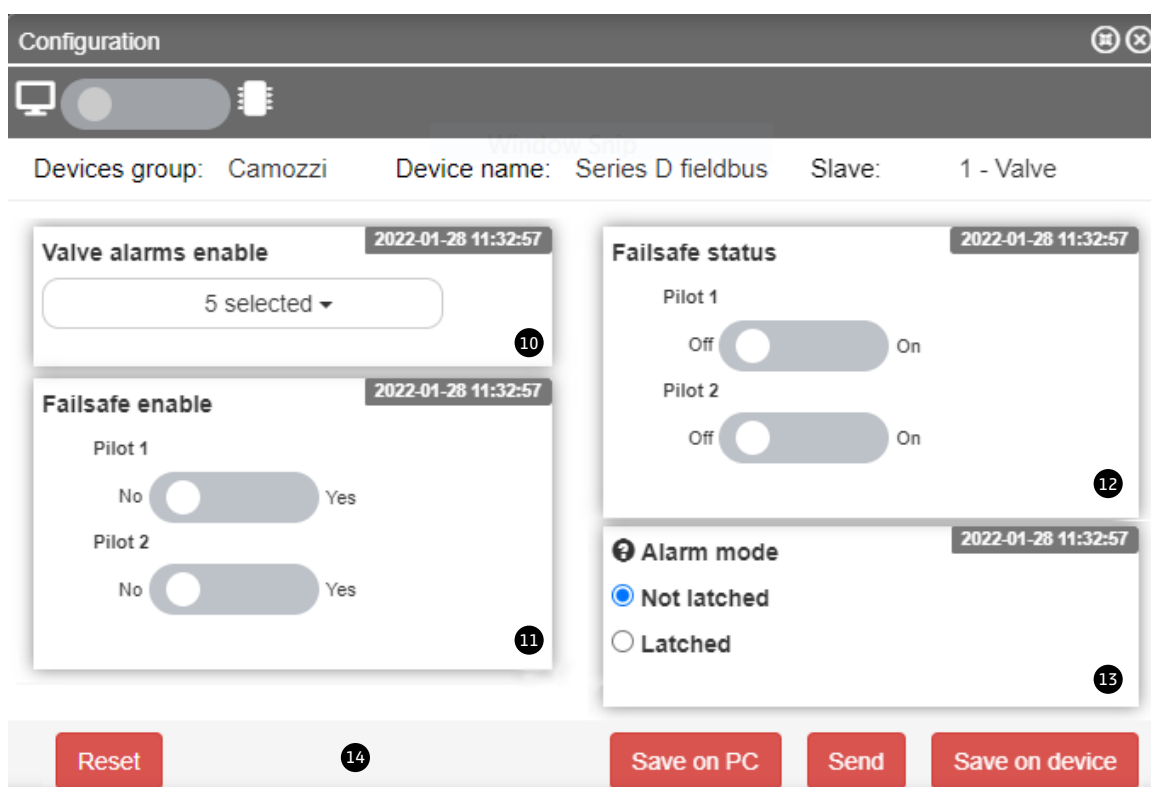 Configuration
Window Snip
Devices group: Camozzi Device name: Series D fieldbus Slave: 1 - Valve
Valve alarms enable 2022-01-28 11:32:57
5 selected
10
Failsafe enable 2022-01-28 11:32:57
Pilot 1
No Yes
Pilot 2
No Yes
11
Failsafe status 2022-01-28 11:32:57
Pilot 1
Off On
Pilot 2
Off On
12
Alarm mode 2022-01-28 11:32:57
Not latched
Latched
13
Reset 14 Save on PC Send Save on device